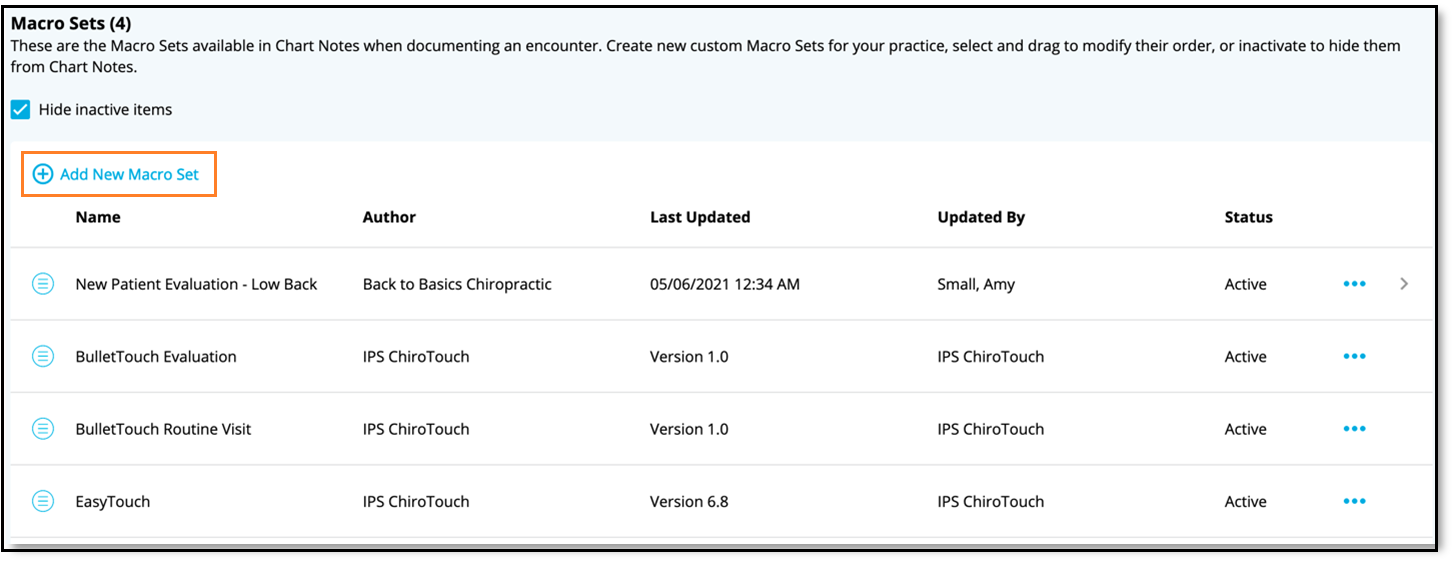 Macro Sets (4)
These are the Macro Sets available in Chart Notes when documenting an encounter. Create new custom Macro Sets for your practice, select and drag to modify their order, or inactivate to hide them
from Chart Notes.
Hide inactive items
Add New Macro Set
Name Author Last Updated Updated By Status
New Patient Evaluation - Low Back Back to Basics Chiropractic 05/06/2021 12:34 AM Small, Amy Active
BulletTouch Evaluation IPS ChiroTouch Version 1.0 IPS ChiroTouch Active
BulletTouch Routine Visit IPS ChiroTouch Version 1.0 IPS ChiroTouch Active
EasyTouch IPS ChiroTouch Version 6.8 IPS ChiroTouch Active